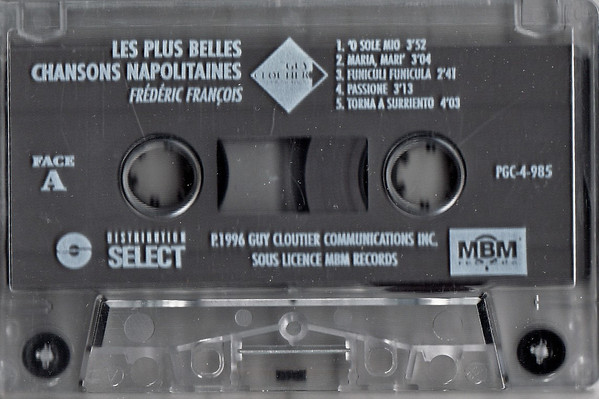 LES PLUS BELLES
CHANSONS NAPOLITAINES
FRÉDÉRIC FRANÇOIS
GUY
CLOUTIER
1. 'O SOLE MIO 3'52
2. MARIA, MARI' 3'04
3. FUNICULI FUNICULA 2'41
4. PASSIONE 3'13
5. TORNA A SURRIENTO 4'03
FACE
A
PGC-4-985
DISTRIBUTION
SELECT
P.1996 GUY CLOUTIER COMMUNICATIONS INC.
SOUS LICENCE MBM RECORDS
MBM